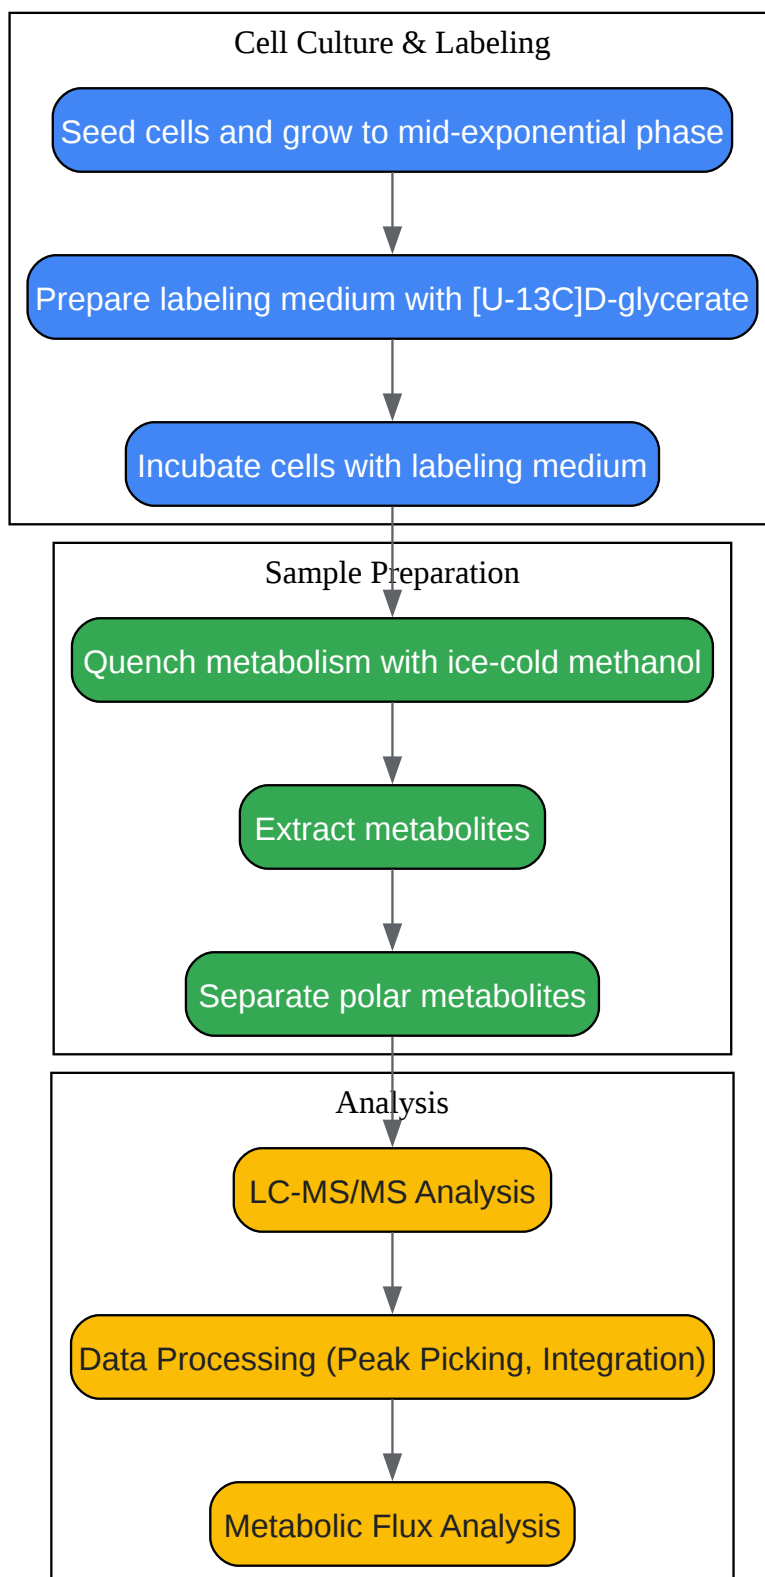 Cell Culture & Labeling
Seed cells and grow to mid-exponential phase
Prepare labeling medium with [U-13C]D-glycerate
Incubate cells with labeling medium
Sample Preparation
Quench metabolism with ice-cold methanol
Extract metabolites
Separate polar metabolites
Analysis
LC-MS/MS Analysis
Data Processing (Peak Picking, Integration)
Metabolic Flux Analysis